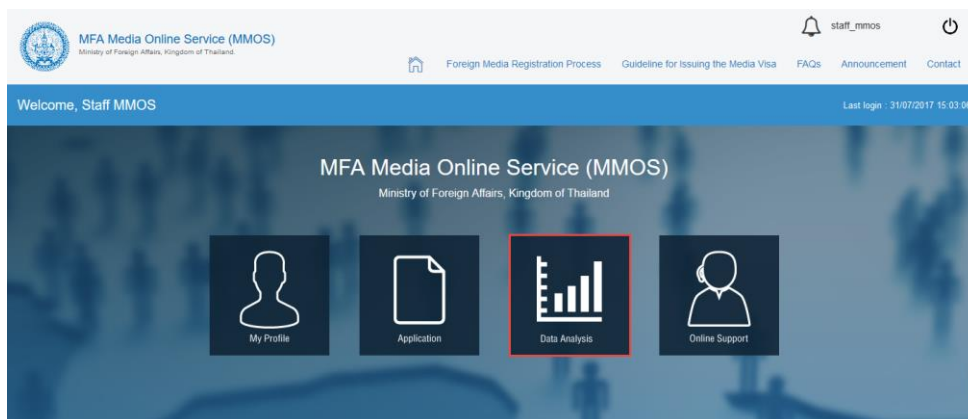 staff_mmos
MFA Media Online Service (MMOS)
Ministry of Foreign Affairs, Kingdom of Thailand.
Foreign Media Registration Process Guideline for Issuing the Media Visa FAQs Announcement Contact
Welcome, Staff MMOS
Last login : 31/07/2017 15:03:00
MFA Media Online Service (MMOS)
Ministry of Foreign Affairs, Kingdom of Thailand
My Profile Application Data Analysis Online Support